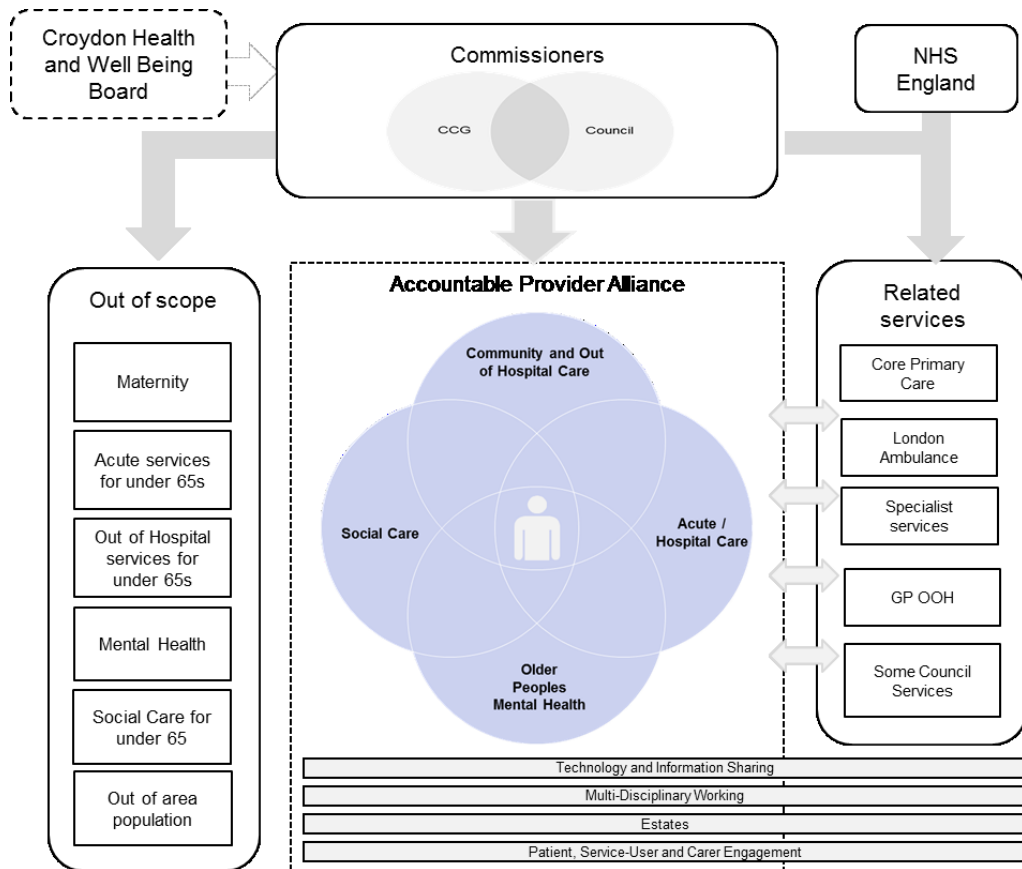 Croydon Health
and Well Being
Board
Commissioners
CCG
Council
NHS
England
Out of scope
Maternity
Acute services
for under 65s
Out of Hospital
services for
under 65s
Mental Health
Social Care for
under 65
Out of area
population
Accountable Provider Alliance
Community and Out
of Hospital Care
Social Care
Acute /
Hospital Care
Older
Peoples
Mental Health
Related
services
Core Primary
Care
London
Ambulance
Specialist
services
GP OOH
Some Council
Services
Technology and Information Sharing
Multi-Disciplinary Working
Estates
Patient, Service-User and Carer Engagement